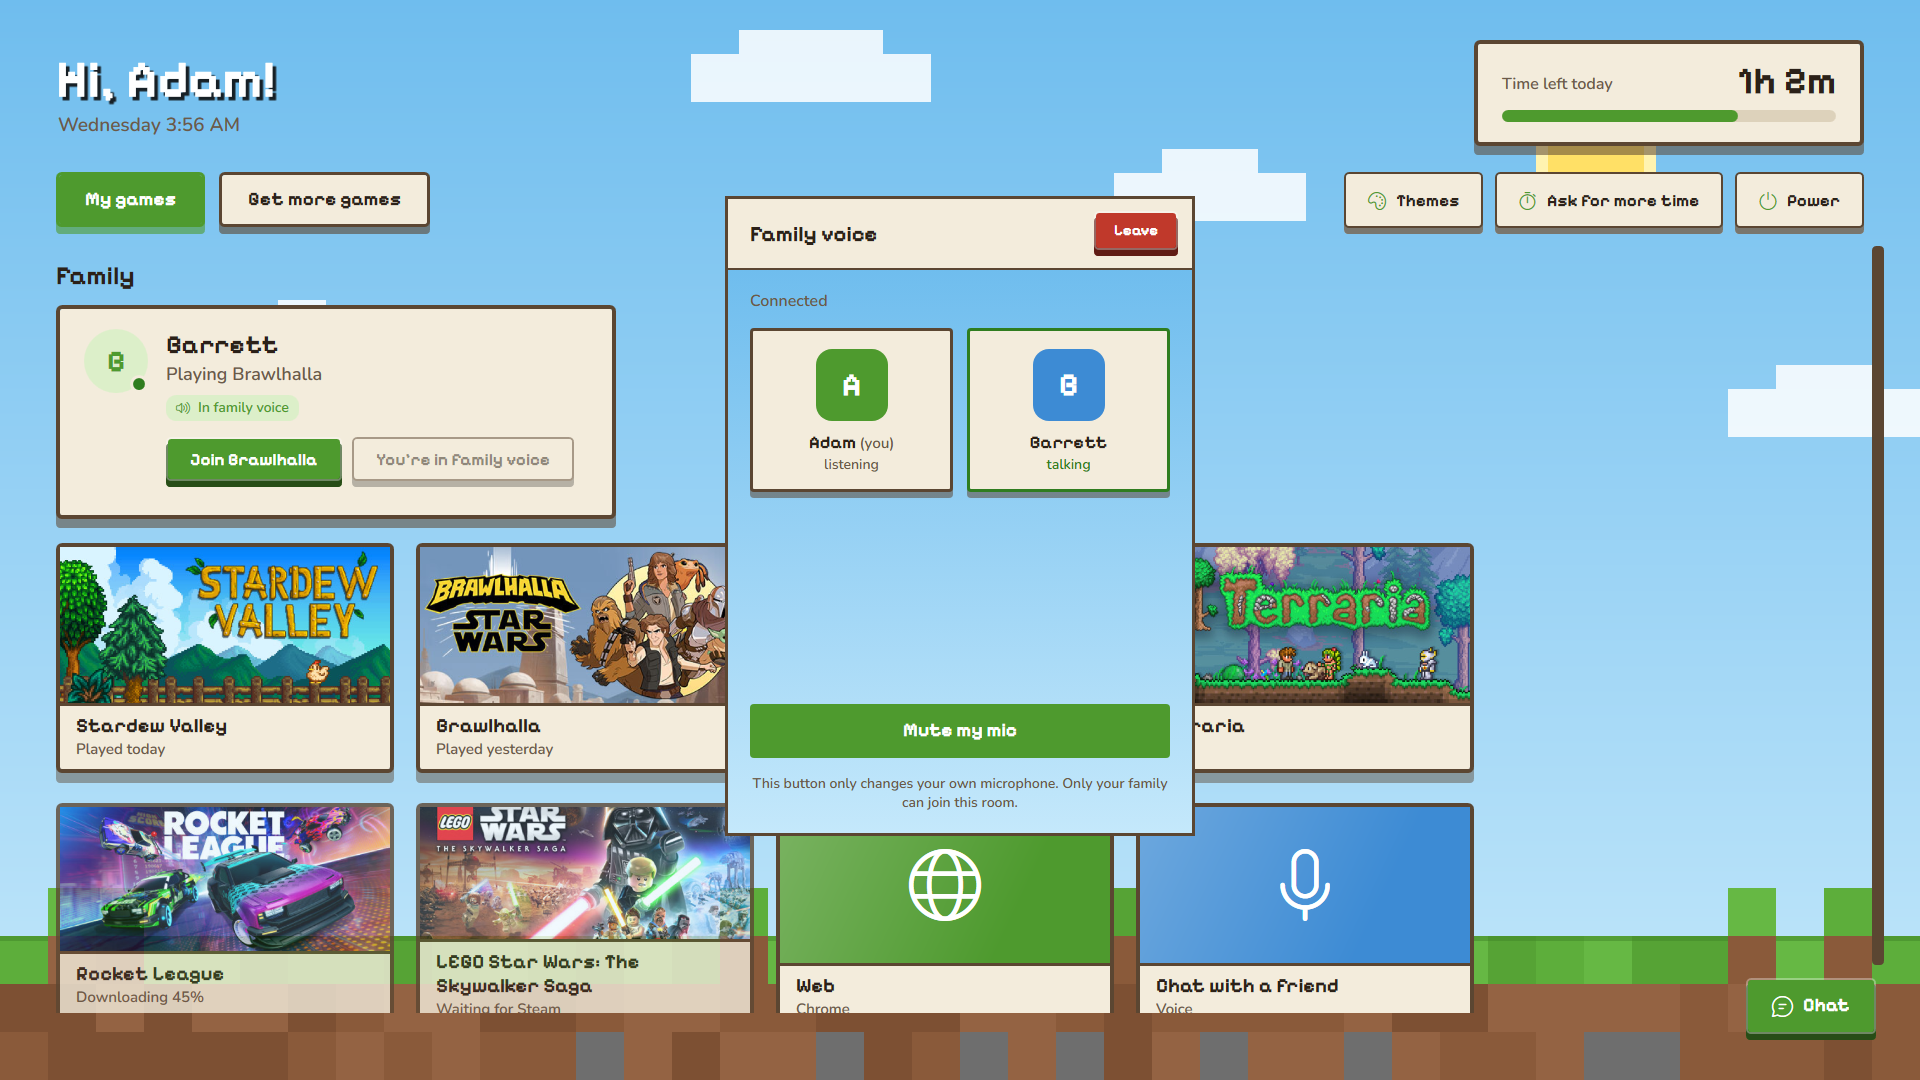 Hi, Adam!
Wednesday 3:56 AM
Time left today
1h 2m
My games
Get more games
Themes
Ask for more time
Power
Family
B
Barrett
Playing Brawlhalla
In family voice
Join Brawlhalla
You're in family voice
Family voice
Leave
Connected
A
Adam (you)
listening
B
Barrett
talking
Mute my mic
This button only changes your own microphone. Only your family
can join this room.
STARDEW
VALLEY
Stardew Valley
Played today
BRAWLHALLA
STAR
WARS
Brawlhalla
Played yesterday
Terraria
raria
ROCKET
LEAGUE
Rocket League
Downloading 45%
LEGO
STAR
WARS
THE SKYWALKER SAGA
LEGO Star Wars: The
Skywalker Saga
Waiting for Steam
Web
Chrome
Chat with a friend
Voice
Chat